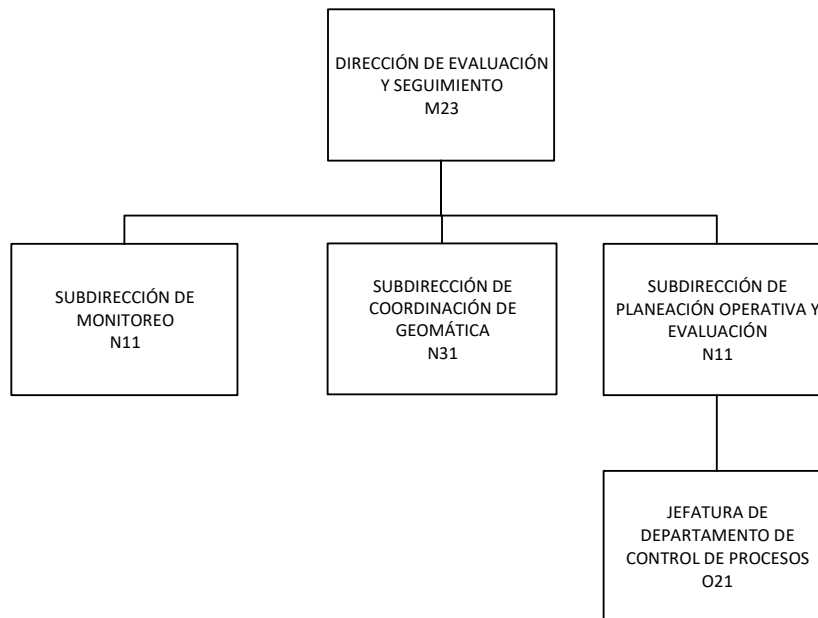 DIRECCIÓN DE EVALUACIÓN
Y SEGUIMIENTO
M23
SUBDIRECCIÓN DE
MONITOREO
N11
SUBDIRECCIÓN DE
COORDINACIÓN DE
GEOMÁTICA
N31
SUBDIRECCIÓN DE
PLANEACIÓN OPERATIVA Y
EVALUACIÓN
N11
JEFATURA DE
DEPARTAMENTO DE
CONTROL DE PROCESOS
O21